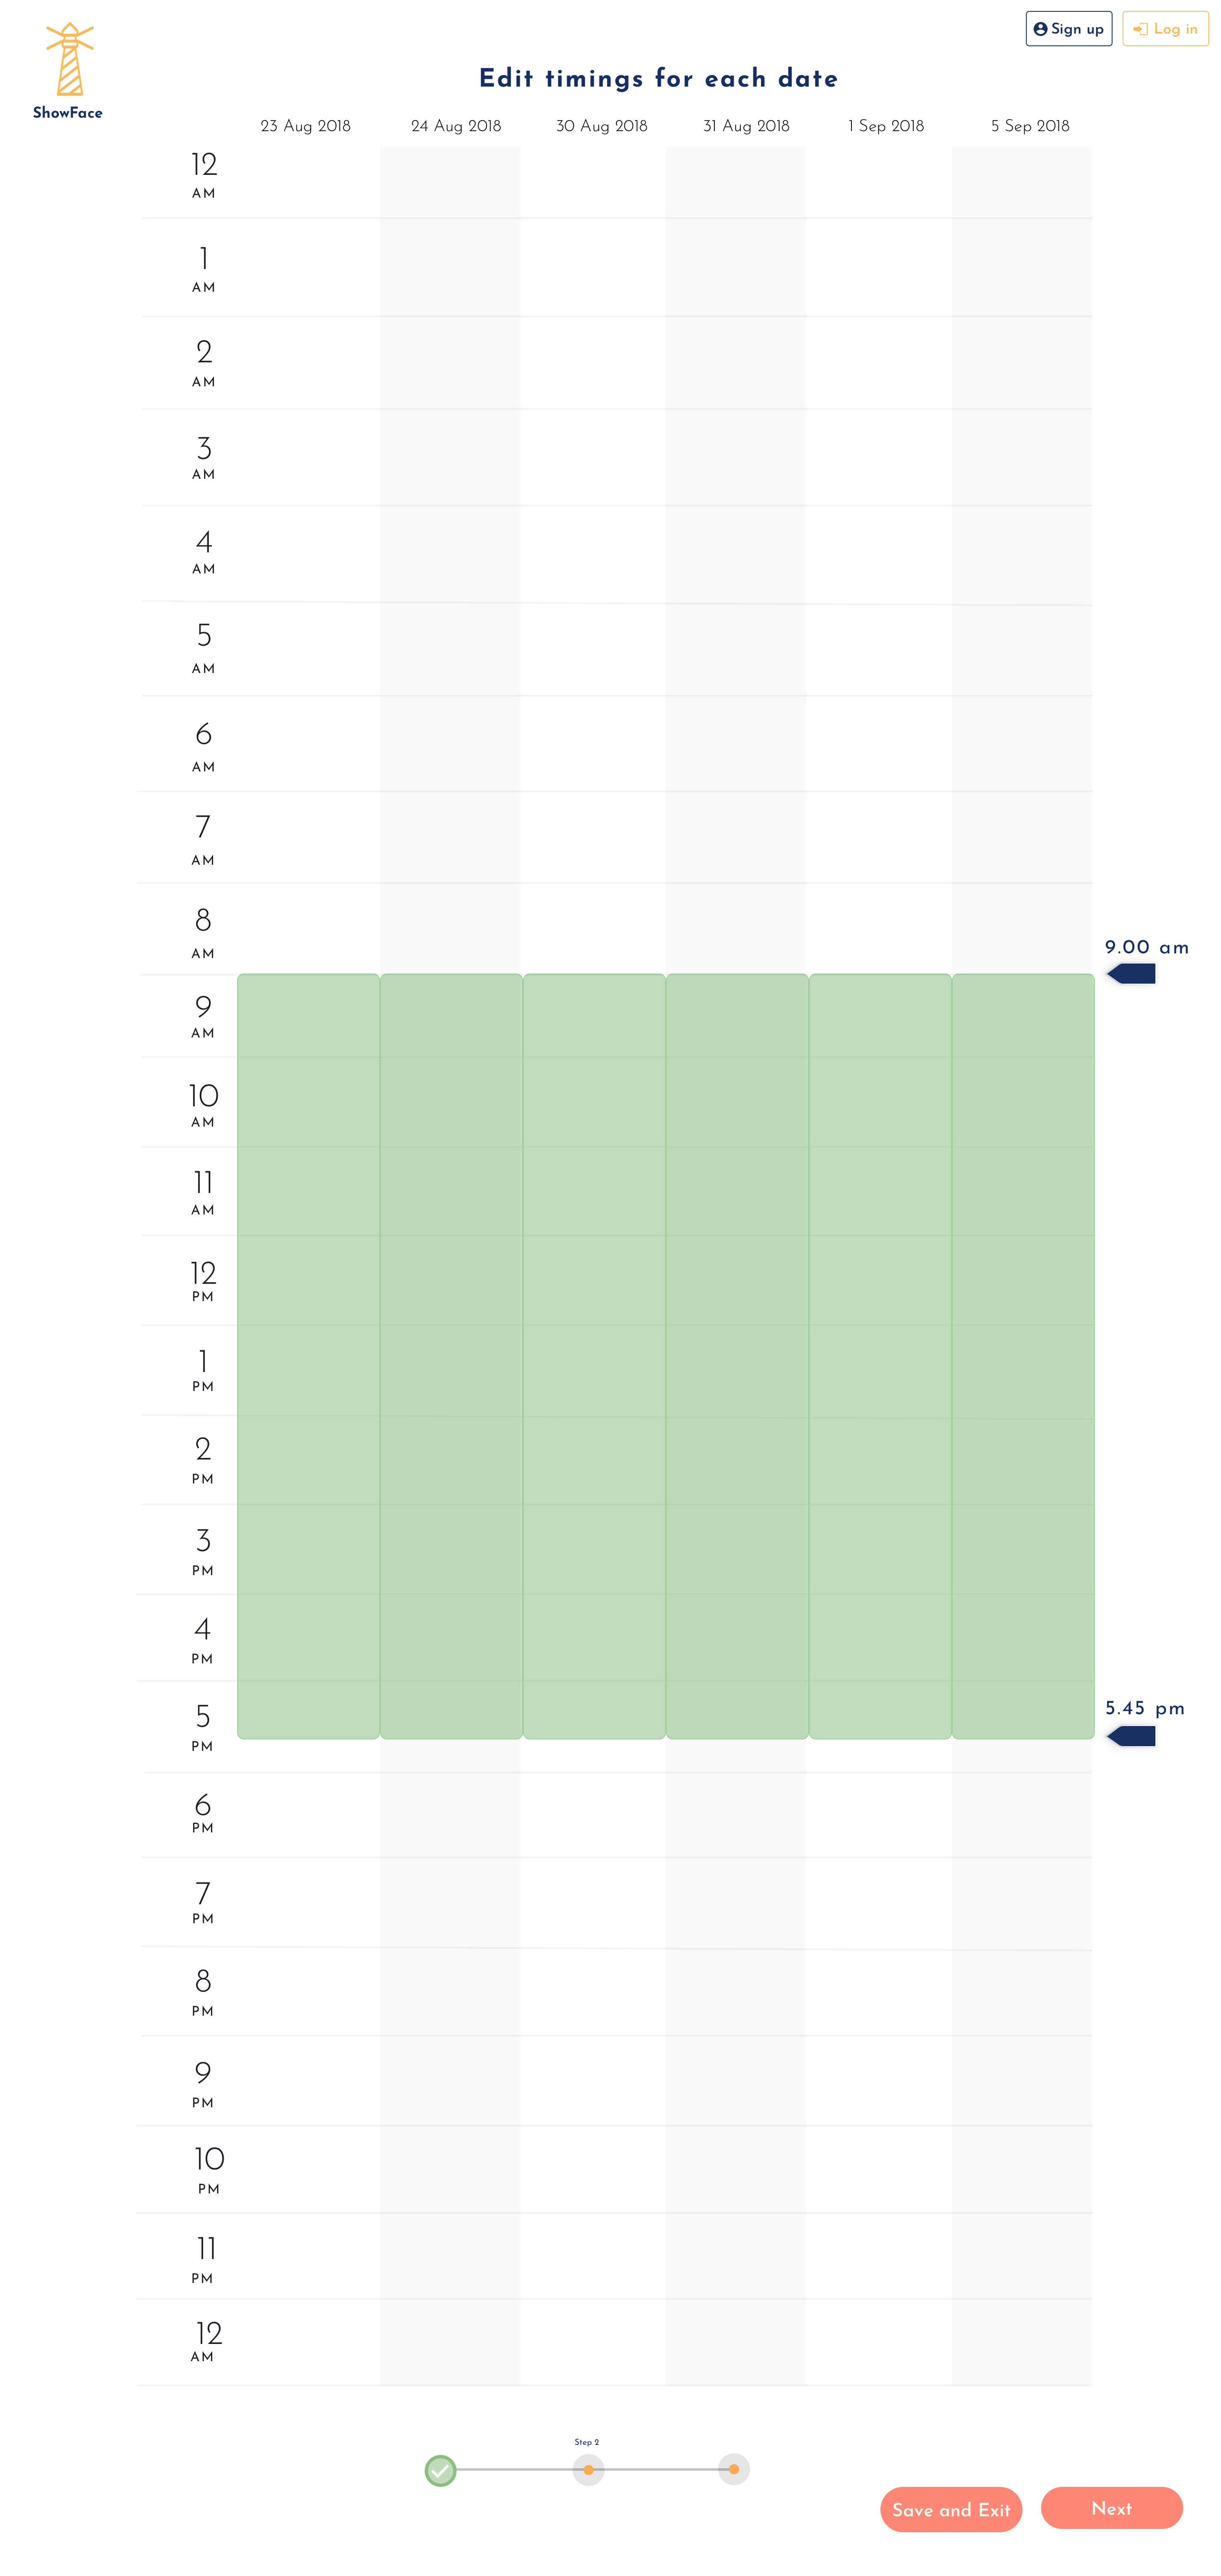 Sign up
Log in
ShowFace
Edit timings for each date
23 Aug 2018 24 Aug 2018 30 Aug 2018 31 Aug 2018 1 Sep 2018 5 Sep 2018
12
AM
1
AM
2
AM
3
AM
4
AM
5
AM
6
AM
7
AM
8
AM
9.00 am
9
AM
10
AM
11
AM
12
PM
1
PM
2
PM
3
PM
4
PM
5.45 pm
5
PM
6
PM
7
PM
8
PM
9
PM
10
PM
11
PM
12
AM
Step 2
Save and Exit
Next